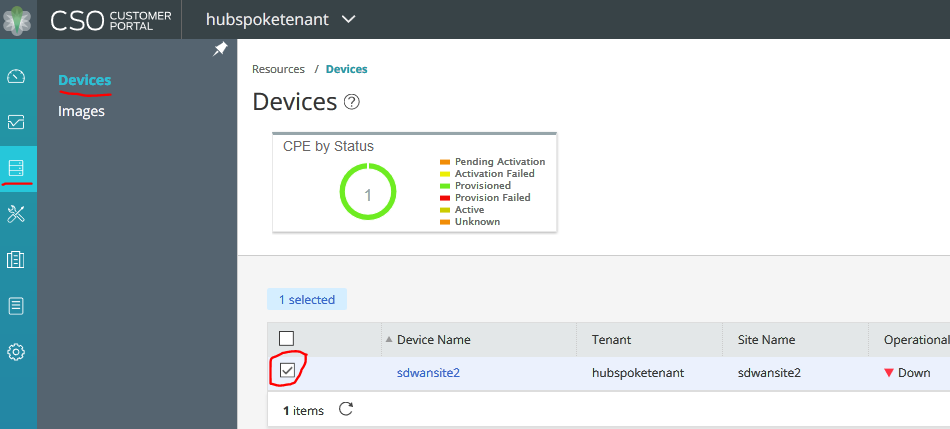 CSO CUSTOMER PORTAL
hubspoketenant
Devices
Images
Resources / Devices
Devices ?
CPE by Status
1
Pending Activation
Activation Failed
Provisioned
Provision Failed
Active
Unknown
1 selected
Device Name Tenant Site Name Operational
sdwansite2 hubspoketenant sdwansite2 Down
1 items